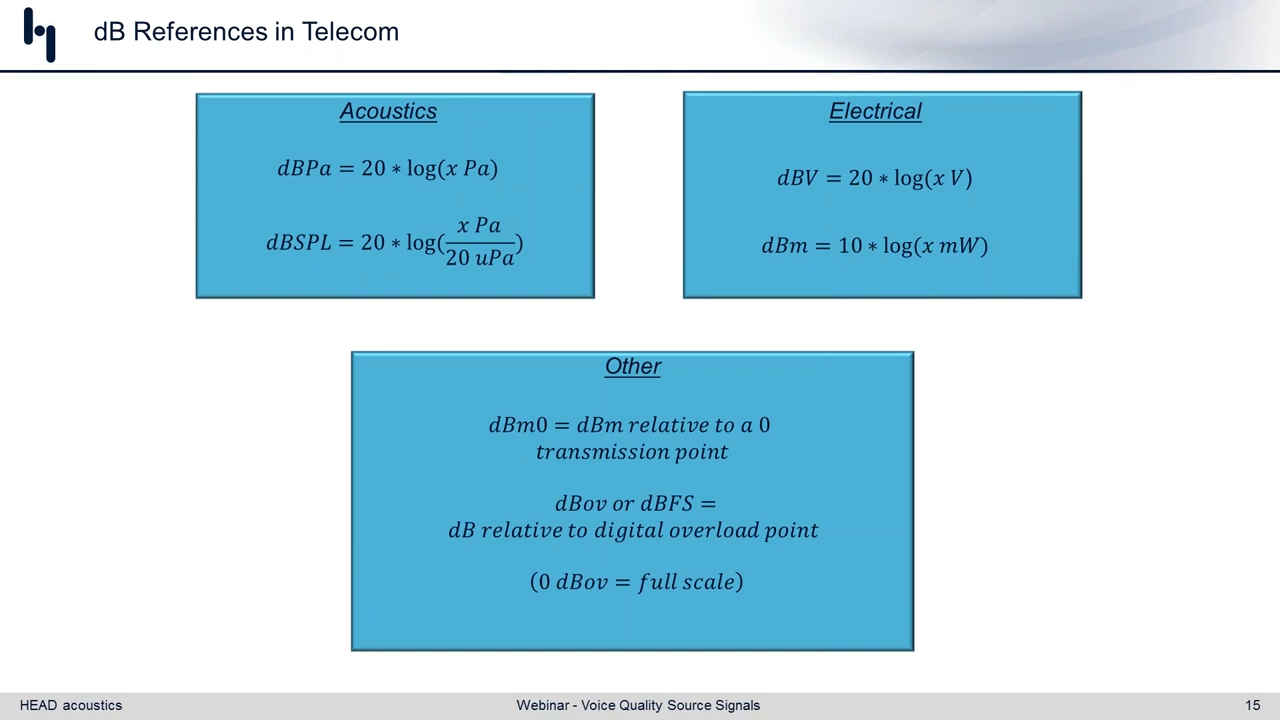 dB References in Telecom
Acoustics
dBPa = 20 ∗ log(x Pa)
dBSPL = 20 ∗ log(x Pa / 20 uPa)
Electrical
dBV = 20 ∗ log(x V)
dBm = 10 ∗ log(x mW)
Other
dBm0 = dBm relative to a 0
transmission point
dBov or dBFS =
dB relative to digital overload point
(0 dBov = full scale)
HEAD acoustics
Webinar - Voice Quality Source Signals
15